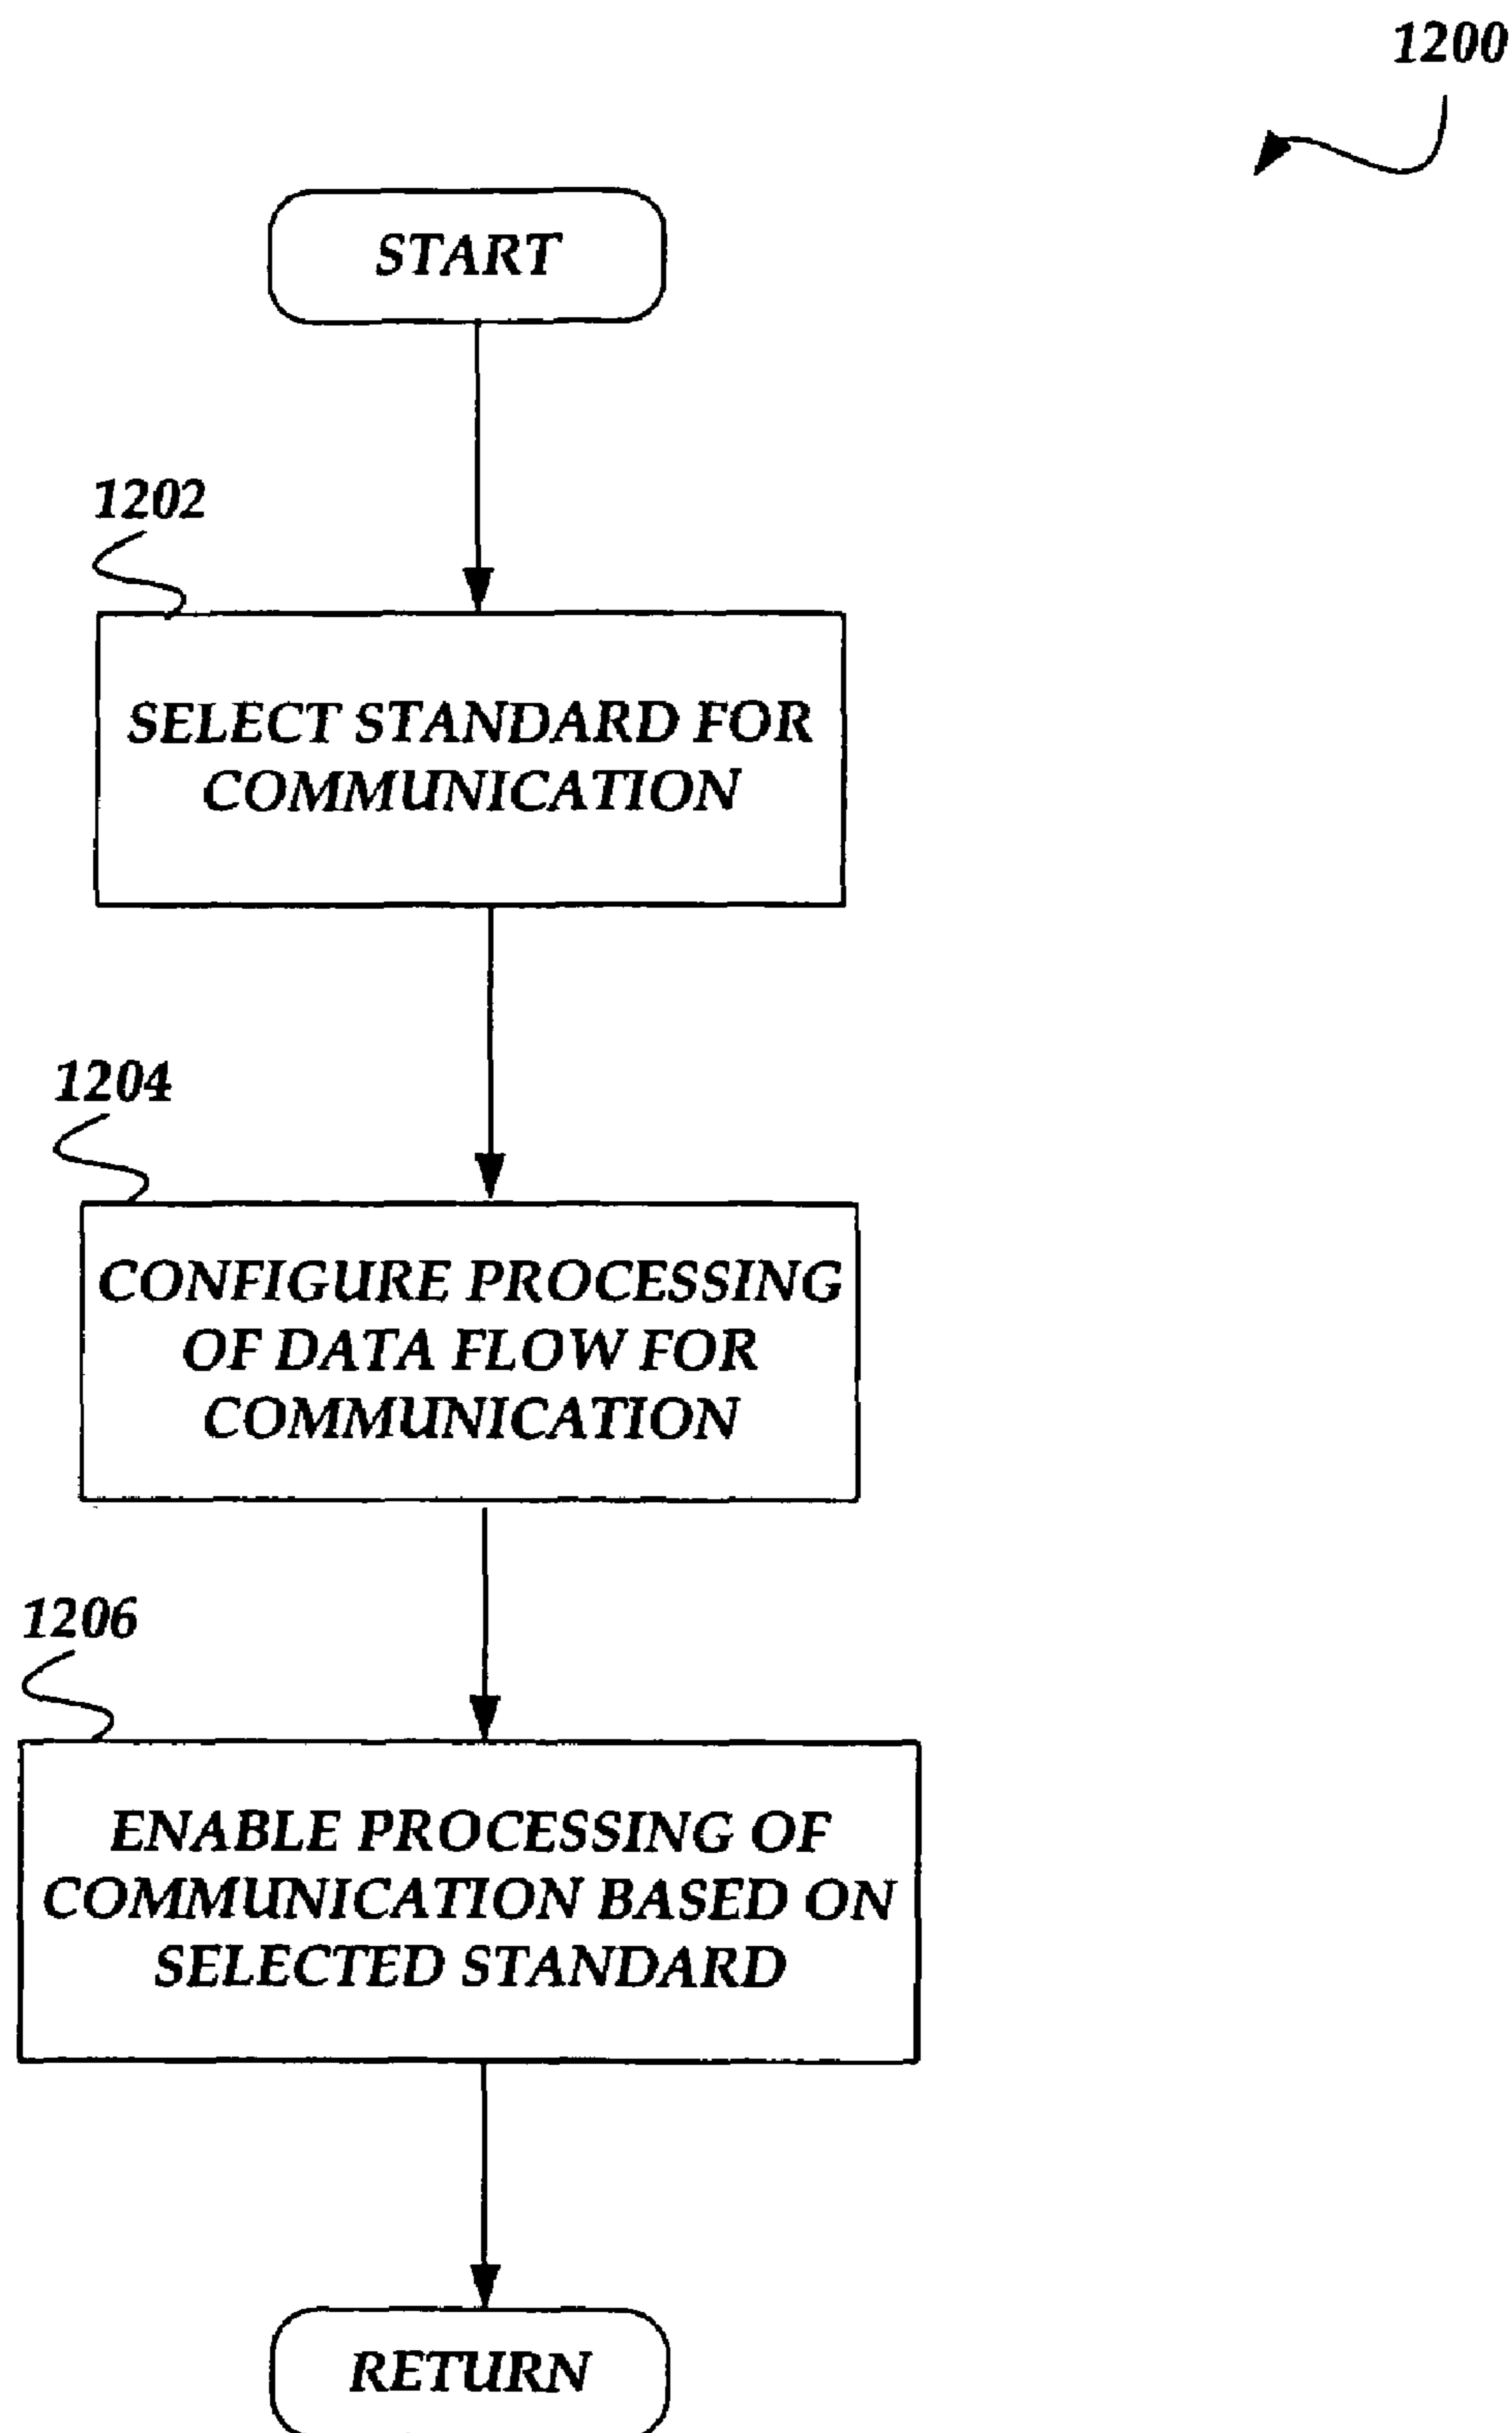 1200
START
1202
SELECT STANDARD FOR
COMMUNICATION
1204
CONFIGURE PROCESSING
OF DATA FLOW FOR
COMMUNICATION
1206
ENABLE PROCESSING OF
COMMUNICATION BASED ON
SELECTED STANDARD
RETURN